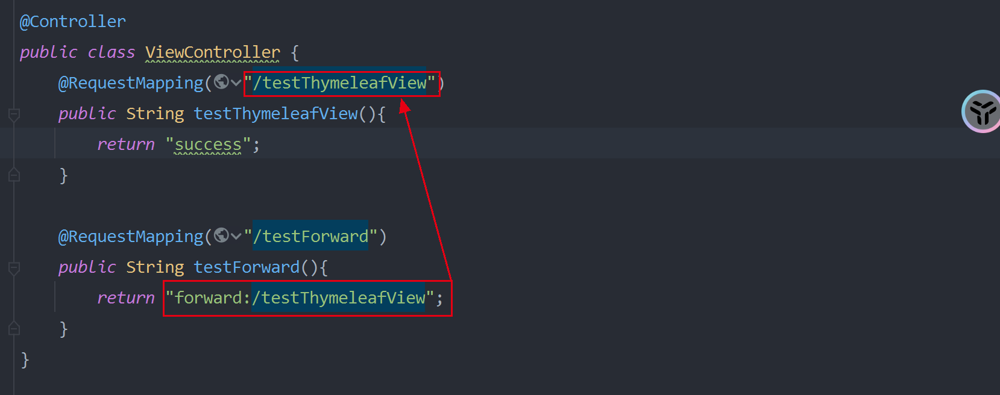 @Controller
public class ViewController {
@RequestMapping("/testThymeleafView")
public String testThymeleafView(){
return "success";
}
@RequestMapping("/testForward")
public String testForward(){
return "forward:/testThymeleafView";
}
}